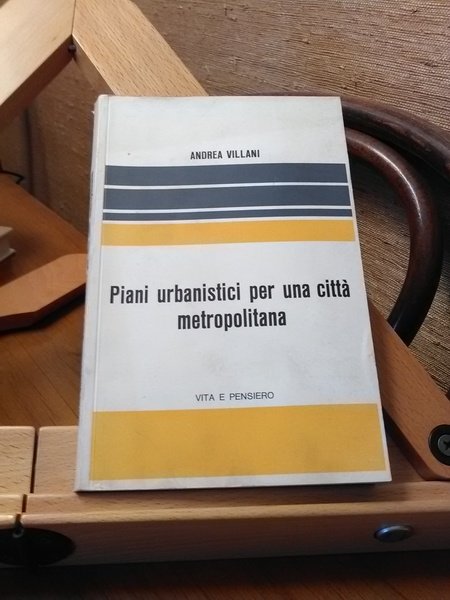 ANDREA VILLANI
Piani urbanistici per una città
metropolitana
VITA E PENSIERO